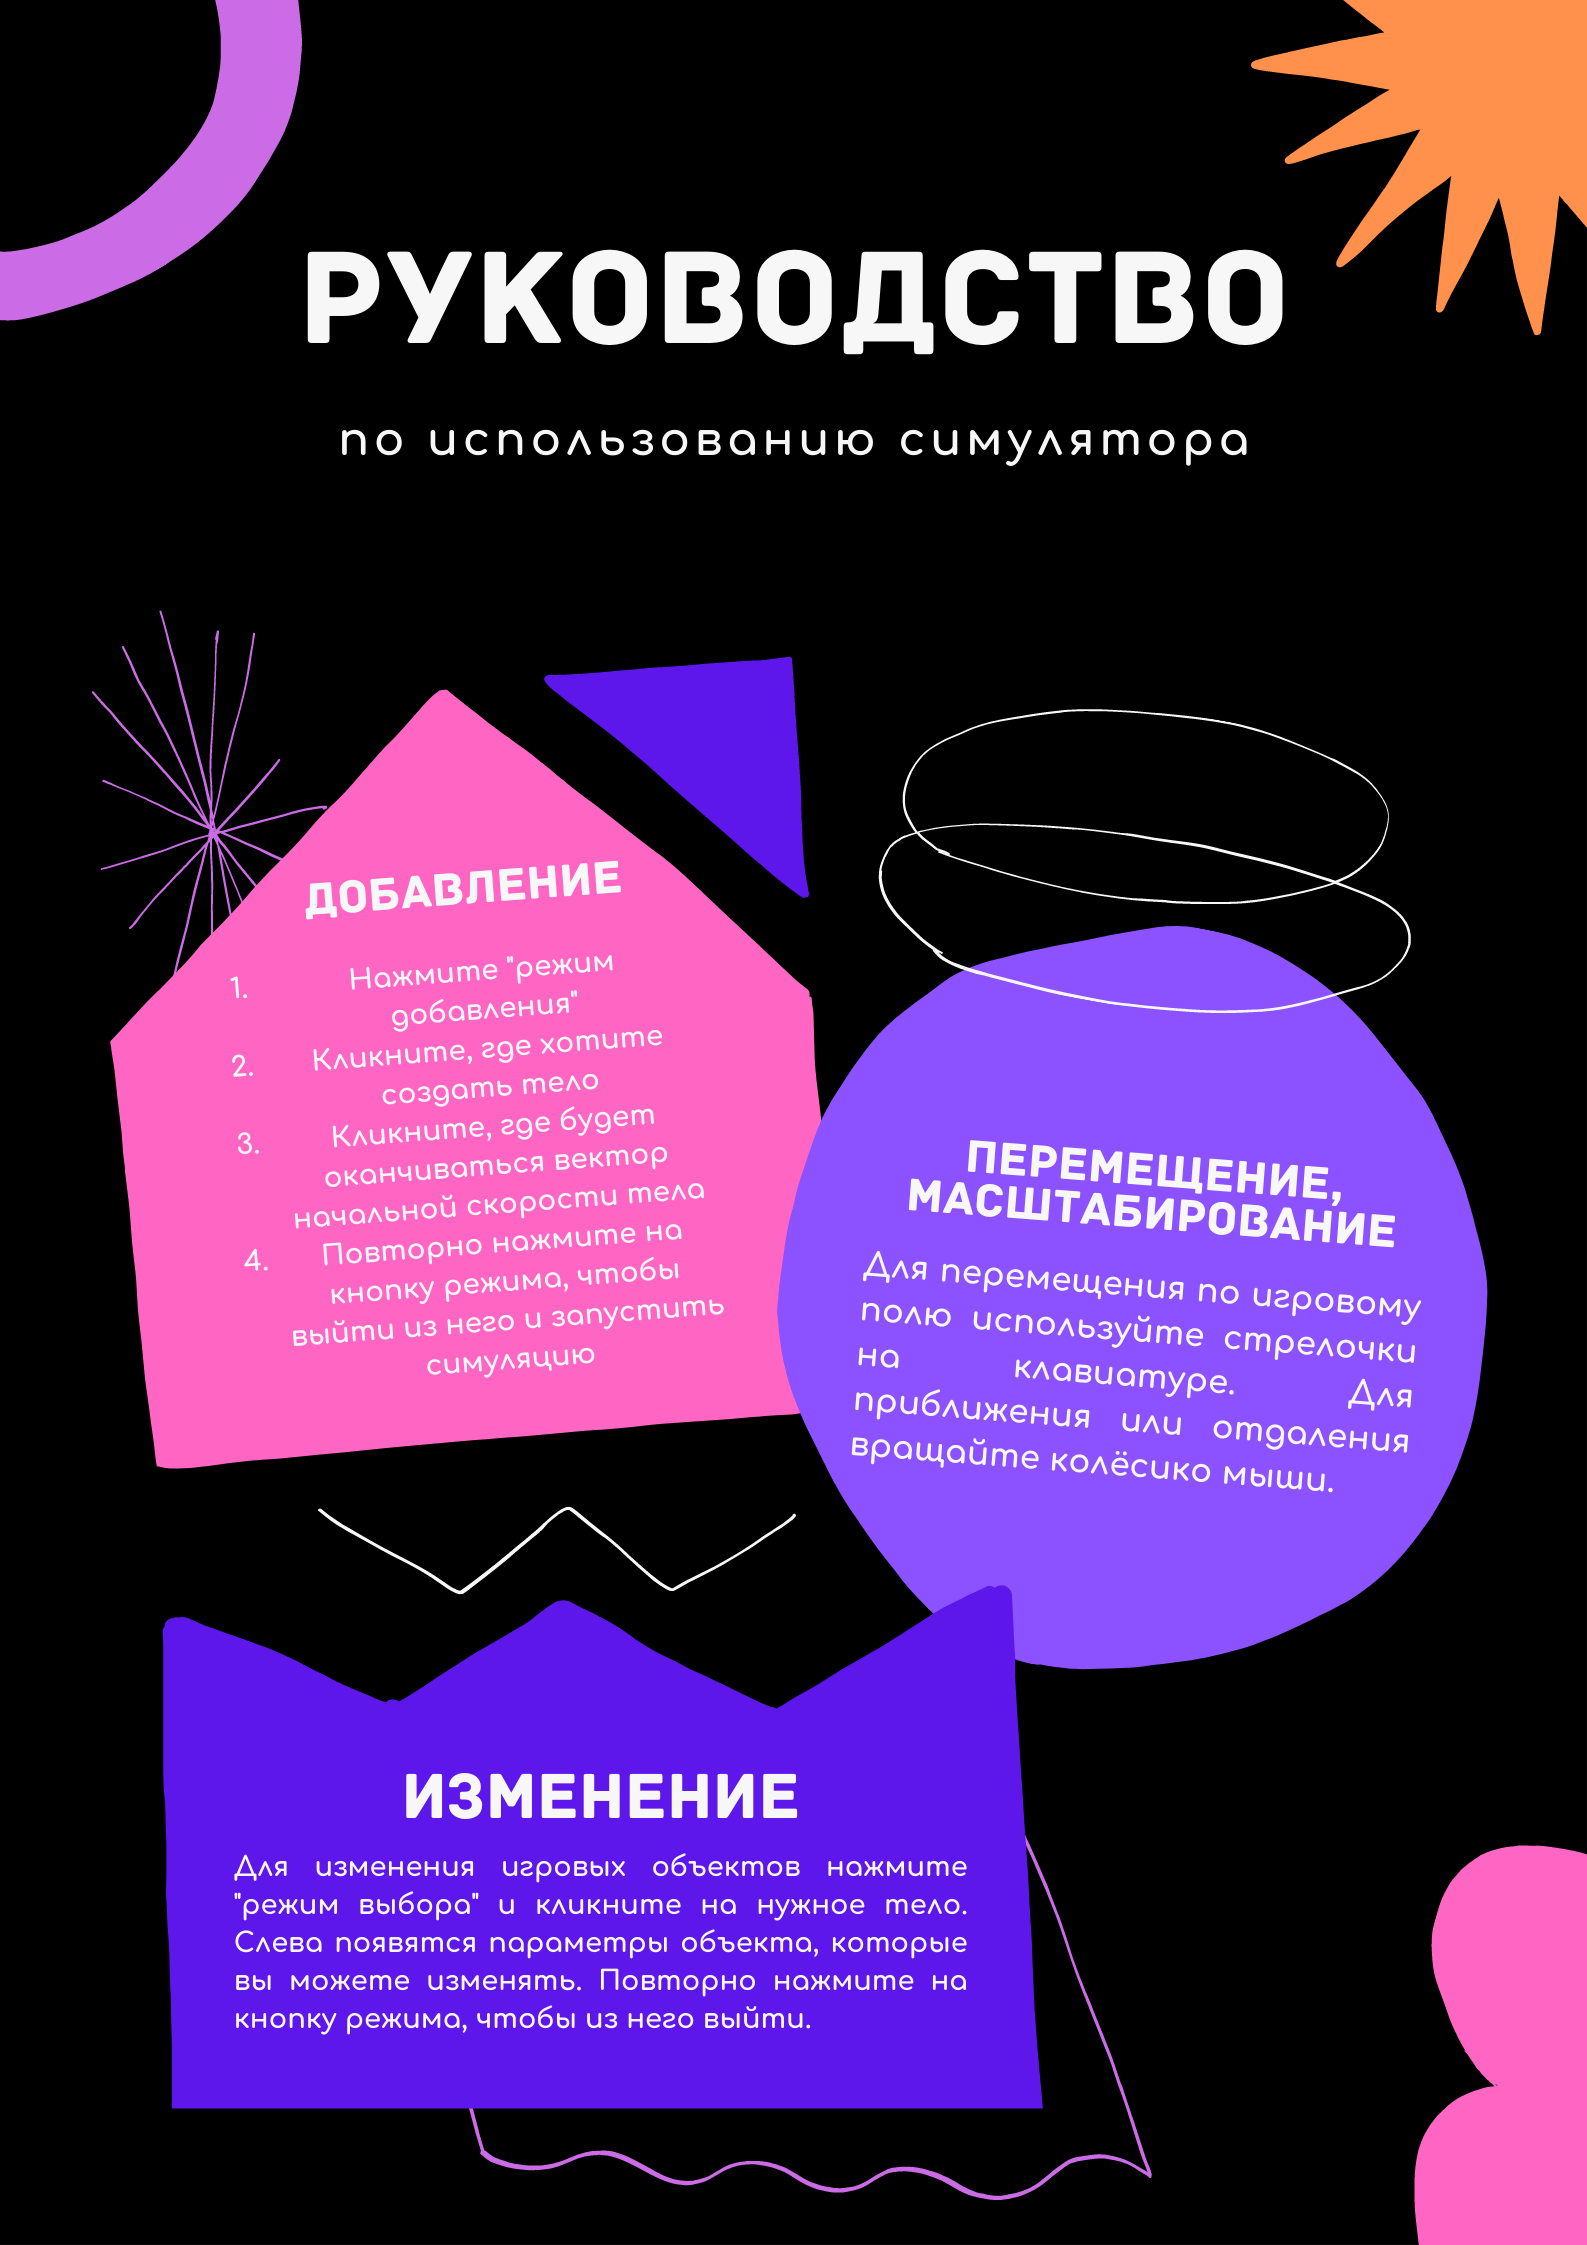 РУКОВОДСТВО
по использованию симулятора
ДОБАВЛЕНИЕ
1. Нажмите "режим
добавления"
2. Кликните, где хотите
создать тело
3. Кликните, где будет
оканчиваться вектор
начальной скорости тела
4. Повторно нажмите на
кнопку режима, чтобы
выйти из него и запустить
симуляцию
ПЕРЕМЕЩЕНИЕ,
МАСШТАБИРОВАНИЕ
Для перемещения по игровому
полю используйте стрелочки
на клавиатуре. Для
приближения или отдаления
вращайте колёсико мыши.
ИЗМЕНЕНИЕ
Для изменения игровых объектов нажмите
"режим выбора" и кликните на нужное тело.
Слева появятся параметры объекта, которые
вы можете изменять. Повторно нажмите на
кнопку режима, чтобы из него выйти.